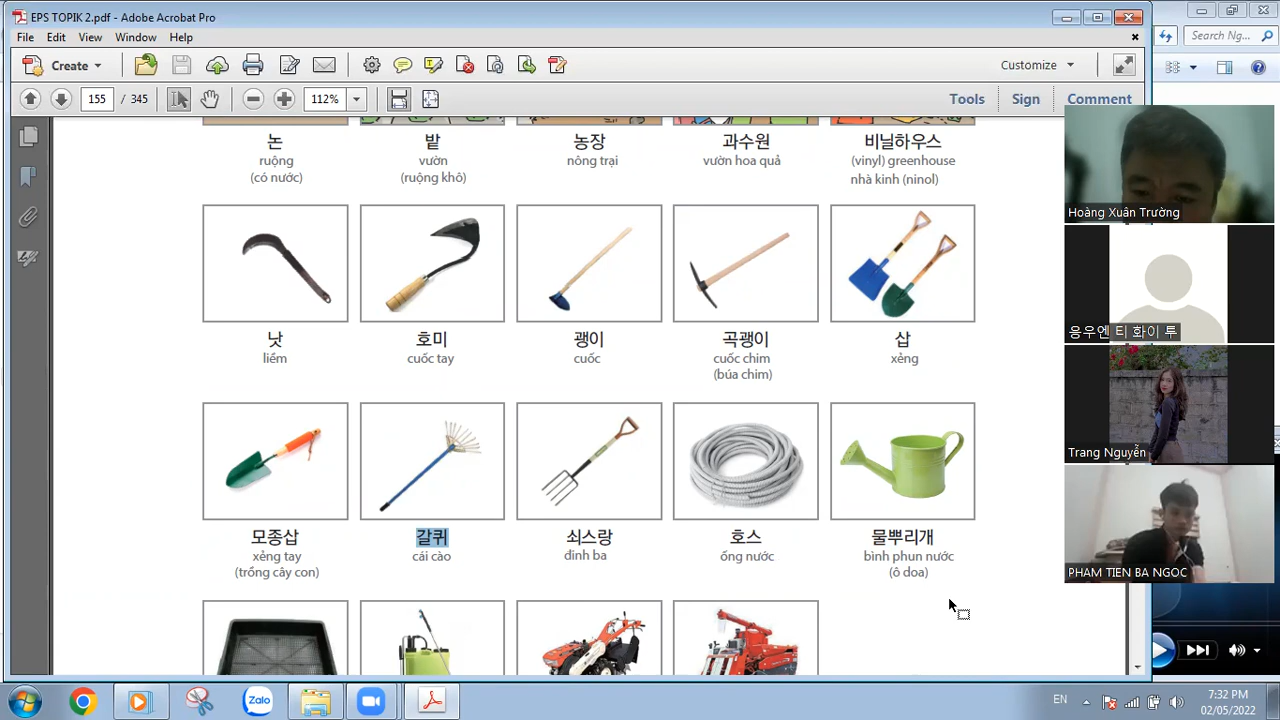 EPS TOPIK 2.pdf - Adobe Acrobat Pro
File Edit View Window Help
Search Ng...
Create
Customize
155 / 345
112%
Tools Sign Comment
논 밭 농장 과수원 비닐하우스
ruộng vườn nông trại vườn hoa quả (vinyl) greenhouse
(có nước) (ruộng khô) nhà kính (ninol)
Hoàng Xuân Trường
낫 호미 괭이 곡괭이 삽
liềm cuốc tay cuốc cuốc chim xẻng
(búa chim)
응우엔 티 화이 투
Trang Nguyễn
모종삽 갈퀴 쇠스랑 호스 물뿌리개
xẻng tay cái cào đinh ba ống nước bình phun nước
(trồng cây con) (ô doa)
PHAM TIEN BA NGOC
Zalo
EN
7:32 PM
02/05/2022